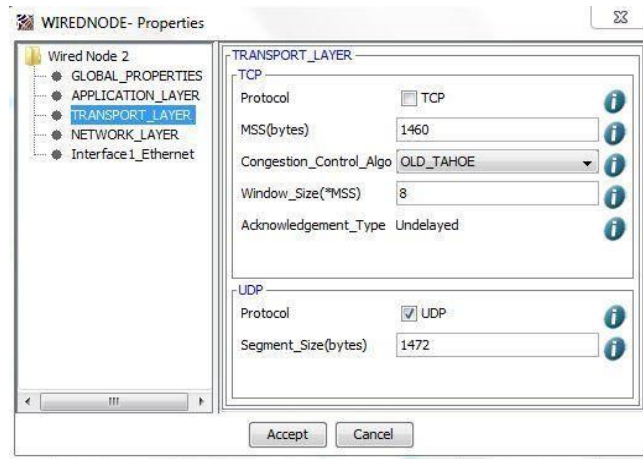 WIREDNODE- Properties
Wired Node 2
GLOBAL_PROPERTIES
APPLICATION_LAYER
TRANSPORT_LAYER
NETWORK_LAYER
Interface1_Ethernet
TRANSPORT_LAYER
TCP
Protocol TCP
MSS(bytes) 1460
Congestion_Control_Algo OLD_TAHOE
Window_Size(*MSS) 8
Acknowledgement_Type Undelayed
UDP
Protocol UDP
Segment_Size(bytes) 1472
Accept Cancel